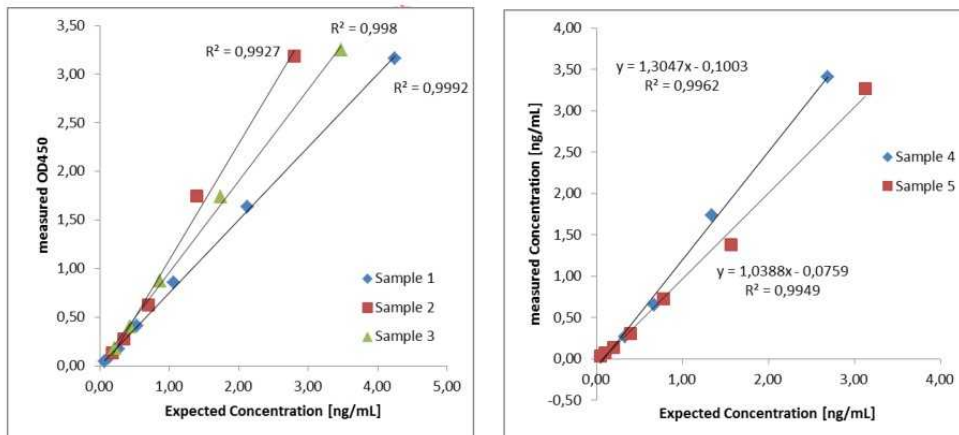 3,50
3,00
2,50
2,00
1,50
1,00
0,50
0,00
measured OD450
R² = 0,9927
R² = 0,998
R² = 0,9992
Sample 1
Sample 2
Sample 3
0,00 1,00 2,00 3,00 4,00 5,00
Expected Concentration [ng/mL]
4,00
3,50
3,00
2,50
2,00
1,50
1,00
0,50
0,00
-0,50
measured Concentration [ng/mL]
y = 1,3047x - 0,1003
R² = 0,9962
Sample 4
Sample 5
y = 1,0388x - 0,0759
R² = 0,9949
0,00 1,00 2,00 3,00 4,00
Expected Concentration [ng/mL]